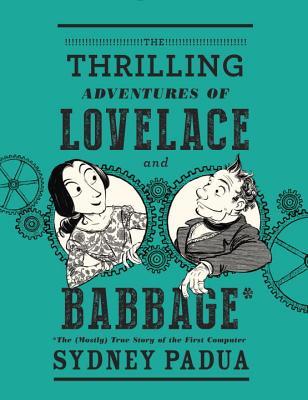 !!!!!!!!!!!!!!!!!!!!!!!THE!!!!!!!!!!!!!!!!!!!!!!!
THRILLING
ADVENTURES OF
LOVELACE
and
BABBAGE*
*The (Mostly) True Story of the First Computer
SYDNEY PADUA